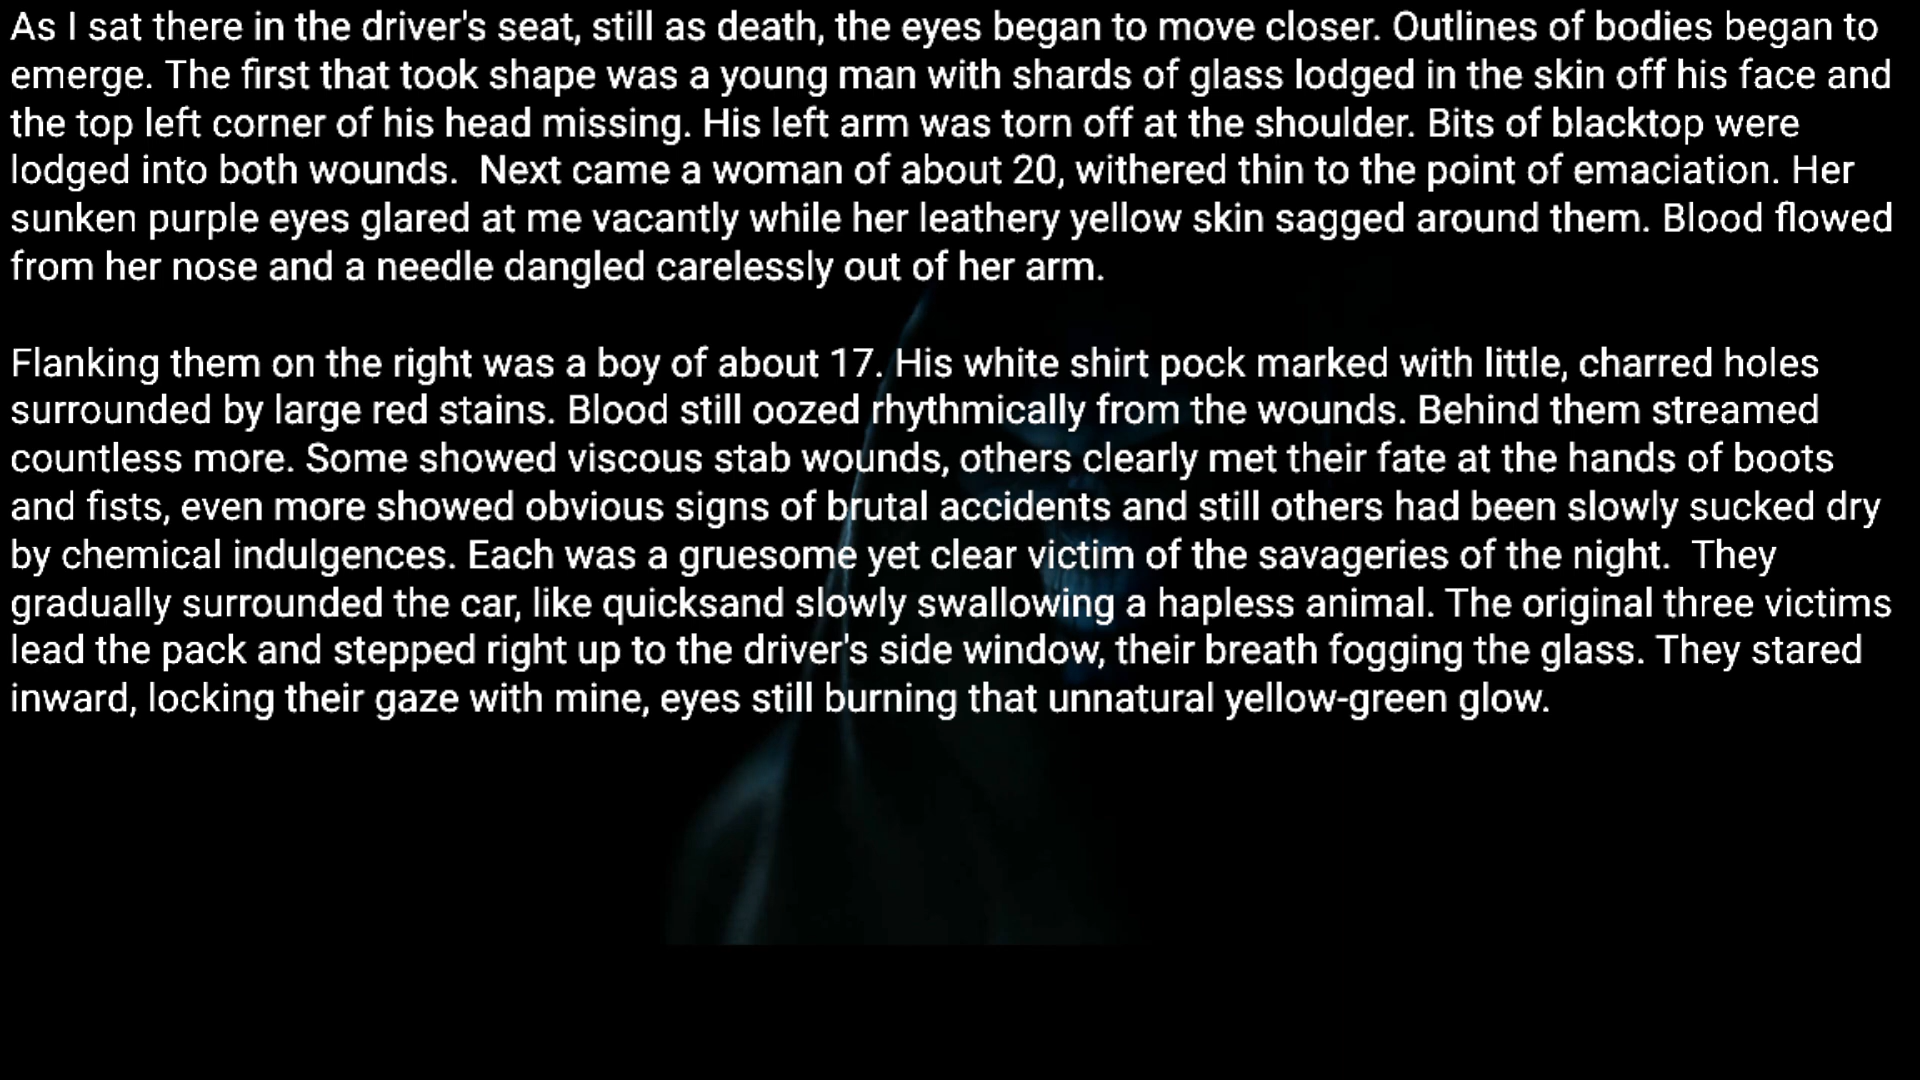 As I sat there in the driver's seat, still as death, the eyes began to move closer. Outlines of bodies began to
emerge. The first that took shape was a young man with shards of glass lodged in the skin off his face and
the top left corner of his head missing. His left arm was torn off at the shoulder. Bits of blacktop were
lodged into both wounds.  Next came a woman of about 20, withered thin to the point of emaciation. Her
sunken purple eyes glared at me vacantly while her leathery yellow skin sagged around them. Blood flowed
from her nose and a needle dangled carelessly out of her arm.

Flanking them on the right was a boy of about 17. His white shirt pock marked with little, charred holes
surrounded by large red stains. Blood still oozed rhythmically from the wounds. Behind them streamed
countless more. Some showed viscous stab wounds, others clearly met their fate at the hands of boots
and fists, even more showed obvious signs of brutal accidents and still others had been slowly sucked dry
by chemical indulgences. Each was a gruesome yet clear victim of the savageries of the night.  They
gradually surrounded the car, like quicksand slowly swallowing a hapless animal. The original three victims
lead the pack and stepped right up to the driver's side window, their breath fogging the glass. They stared
inward, locking their gaze with mine, eyes still burning that unnatural yellow-green glow.